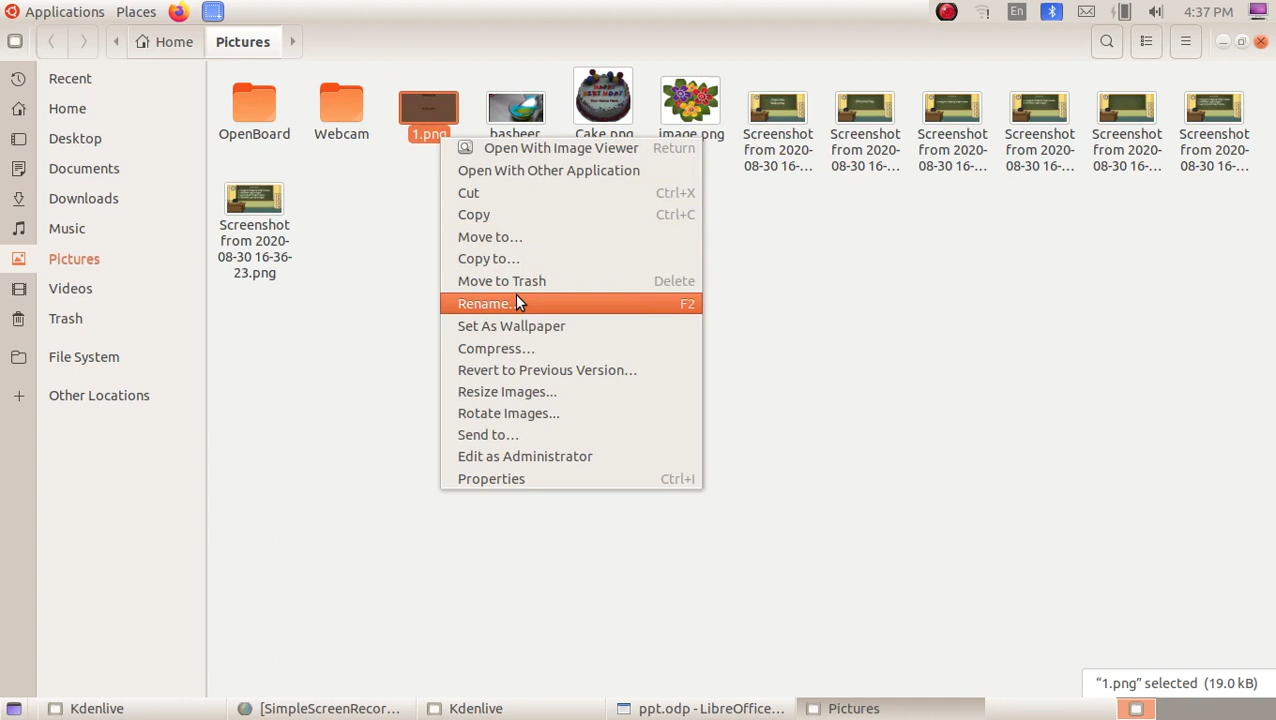 Applications Places En 4:37 PM
Home Pictures
Recent
Home
Desktop
Documents
Downloads
Music
Pictures
Videos
Trash
File System
Other Locations
OpenBoard Webcam 1.png basheer Cake.png image.png
Screenshot from 2020-08-30 16-...
Screenshot from 2020-08-30 16-...
Screenshot from 2020-08-30 16-...
Screenshot from 2020-08-30 16-...
Screenshot from 2020-08-30 16-...
Screenshot from 2020-08-30 16-...
Screenshot
from 2020-
08-30 16-36-
23.png
Open With Image Viewer Return
Open With Other Application
Cut Ctrl+X
Copy Ctrl+C
Move to...
Copy to...
Move to Trash Delete
Rename... F2
Set As Wallpaper
Compress...
Revert to Previous Version...
Resize Images...
Rotate Images...
Send to...
Edit as Administrator
Properties Ctrl+I
“1.png” selected (19.0 kB)
Kdenlive [SimpleScreenRecor... Kdenlive ppt.odp - LibreOffice... Pictures